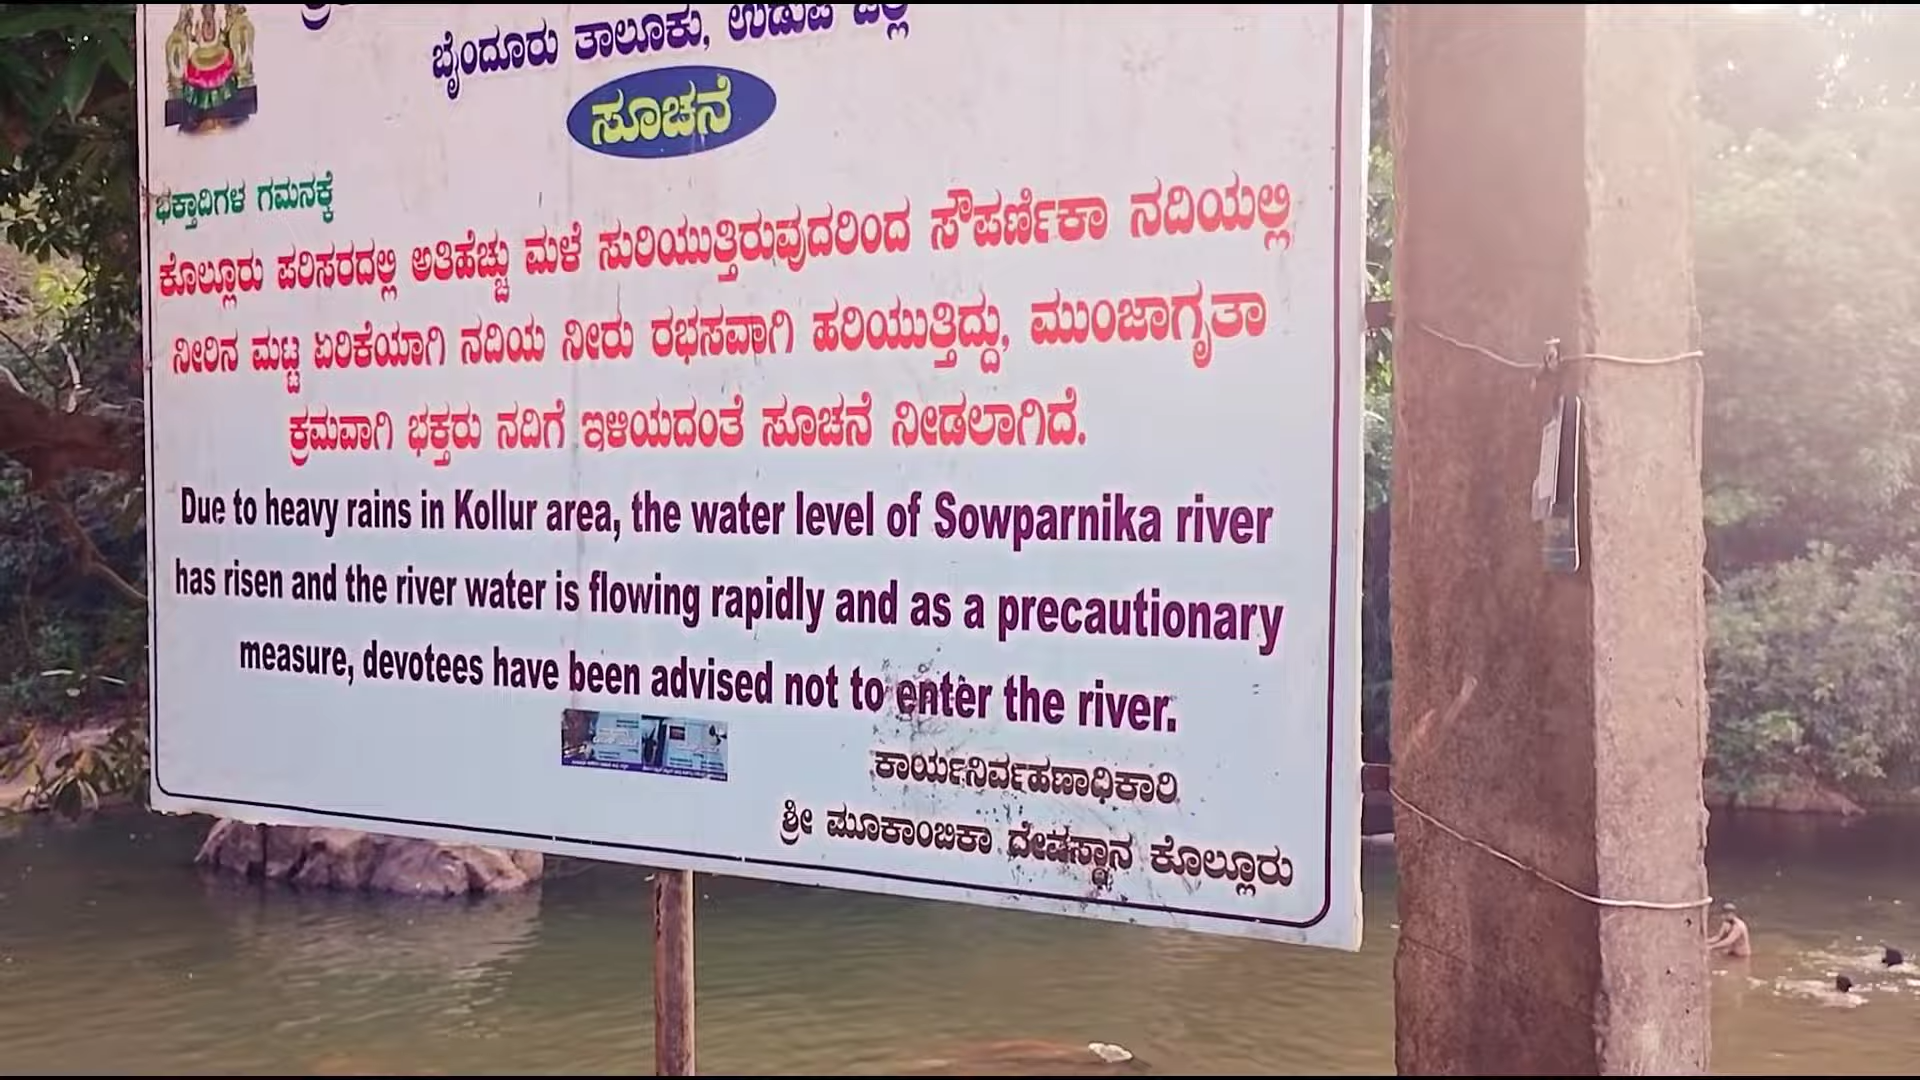 ಬೈಂದೂರು ತಾಲೂಕು, ಉಡುಪಿ ಜಿಲ್ಲೆ
ಸೂಚನೆ
ಭಕ್ತಾದಿಗಳ ಗಮನಕ್ಕೆ
ಕೊಲ್ಲೂರು ಪರಿಸರದಲ್ಲಿ ಅತಿಹೆಚ್ಚು ಮಳೆ ಸುರಿಯುತ್ತಿರುವುದರಿಂದ ಸೌಪರ್ಣಿಕಾ ನದಿಯಲ್ಲಿ
ನೀರಿನ ಮಟ್ಟ ಏರಿಕೆಯಾಗಿ ನದಿಯ ನೀರು ರಭಸವಾಗಿ ಹರಿಯುತ್ತಿದ್ದು, ಮುಂಜಾಗೃತಾ
ಕ್ರಮವಾಗಿ ಭಕ್ತರು ನದಿಗೆ ಇಳಿಯದಂತೆ ಸೂಚನೆ ನೀಡಲಾಗಿದೆ.
Due to heavy rains in Kollur area, the water level of Sowparnika river
has risen and the river water is flowing rapidly and as a precautionary
measure, devotees have been advised not to enter the river.
ಕಾರ್ಯನಿರ್ವಹಣಾಧಿಕಾರಿ
ಶ್ರೀ ಮೂಕಾಂಬಿಕಾ ದೇವಸ್ಥಾನ ಕೊಲ್ಲೂರು